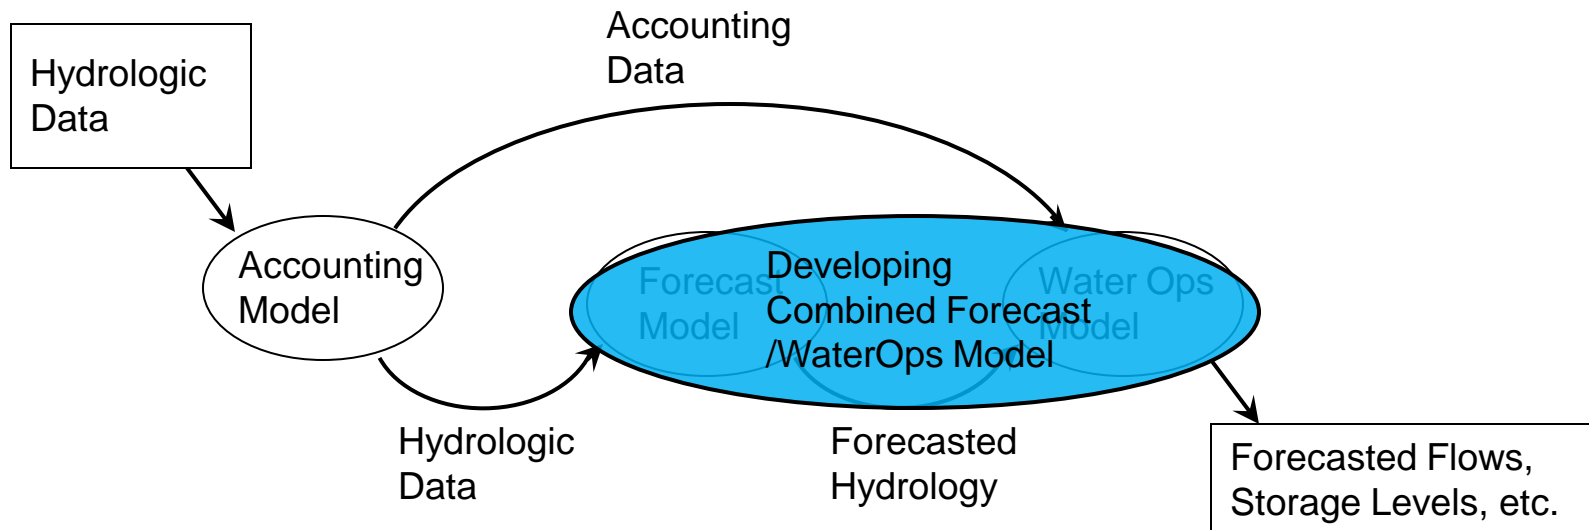 Accounting
Data
Hydrologic
Data
Accounting
Model
Forecast
Model
Developing
Combined Forecast
/WaterOps Model
Water Ops
Model
Hydrologic
Data
Forecasted
Hydrology
Forecasted Flows,
Storage Levels, etc.